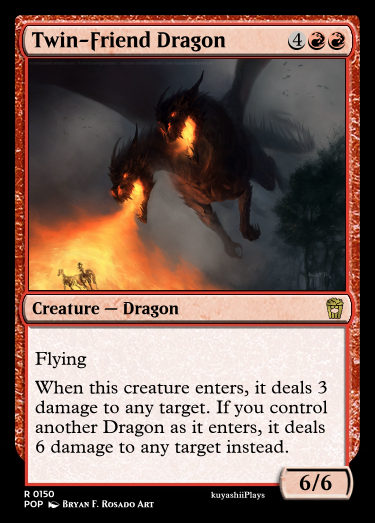 Twin-Friend Dragon 4
Creature — Dragon
Flying
When this creature enters, it deals 3
damage to any target. If you control
another Dragon as it enters, it deals
6 damage to any target instead.
6/6
R 0150
POP Bryan F. Rosado Art
kuyashiiPlays